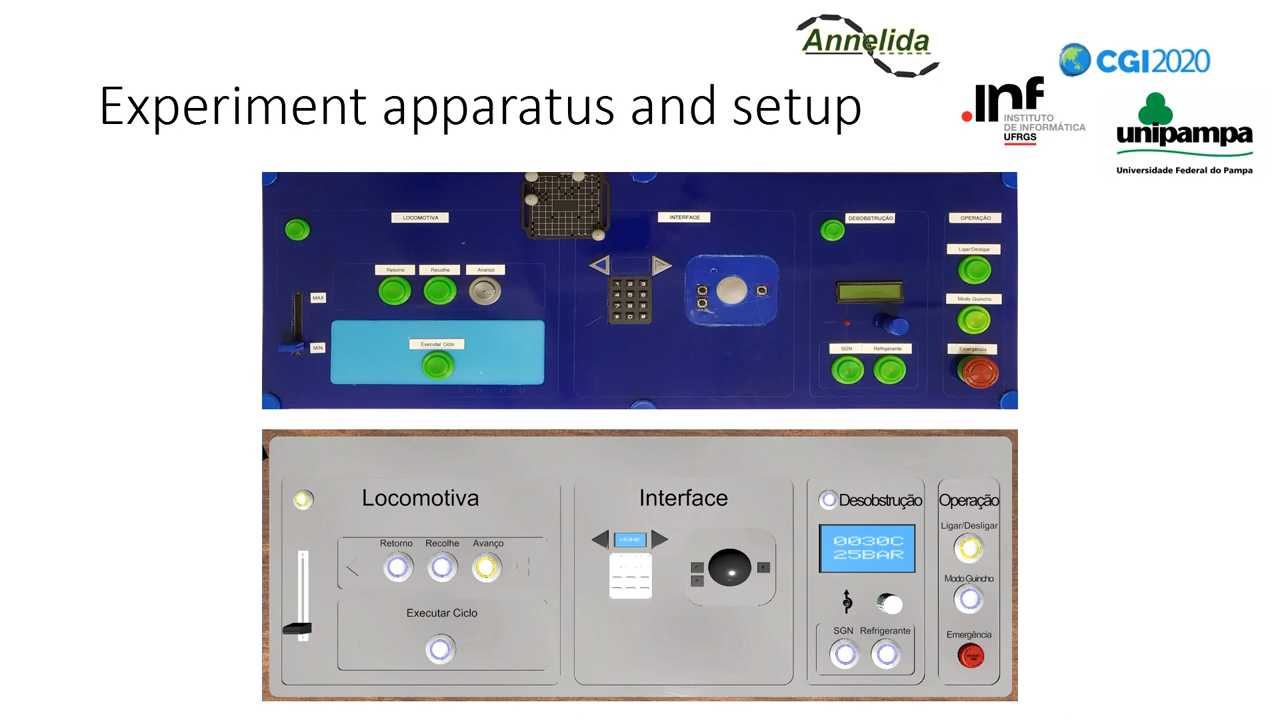 Annelida
CGI2020
Experiment apparatus and setup
.inf
INSTITUTO
DE INFORMÁTICA
UFRGS
unipampa
Universidade Federal do Pampa
LOCOMOTIVA
INTERFACE
DESOBSTRUÇÃO
OPERAÇÃO
Ligar/Desligar
Retorno
Recolhe
Avanço
MAX
Modo Guincho
MIN
Executar Ciclo
SGN
Refrigerante
Emergência
Locomotiva
Interface
Desobstrução
Operação
Ligar/Desligar
Retorno
Recolhe
Avanço
HOME
0030C
25BAR
Modo Guincho
Executar Ciclo
SGN
Refrigerante
Emergência